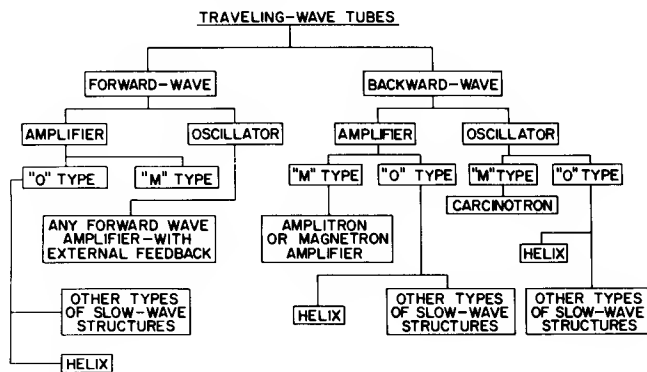 TRAVELING-WAVE TUBES
FORWARD-WAVE
BACKWARD-WAVE
AMPLIFIER
OSCILLATOR
AMPLIFIER
OSCILLATOR
"O" TYPE
"M" TYPE
"M" TYPE
"O" TYPE
"M" TYPE
"O" TYPE
CARCINOTRON
ANY FORWARD WAVE
AMPLIFIER-WITH
EXTERNAL FEEDBACK
AMPLITRON
OR MAGNETRON
AMPLIFIER
HELIX
OTHER TYPES
OF SLOW-WAVE
STRUCTURES
HELIX
OTHER TYPES
OF SLOW-WAVE
STRUCTURES
OTHER TYPES
OF SLOW-WAVE
STRUCTURES
HELIX